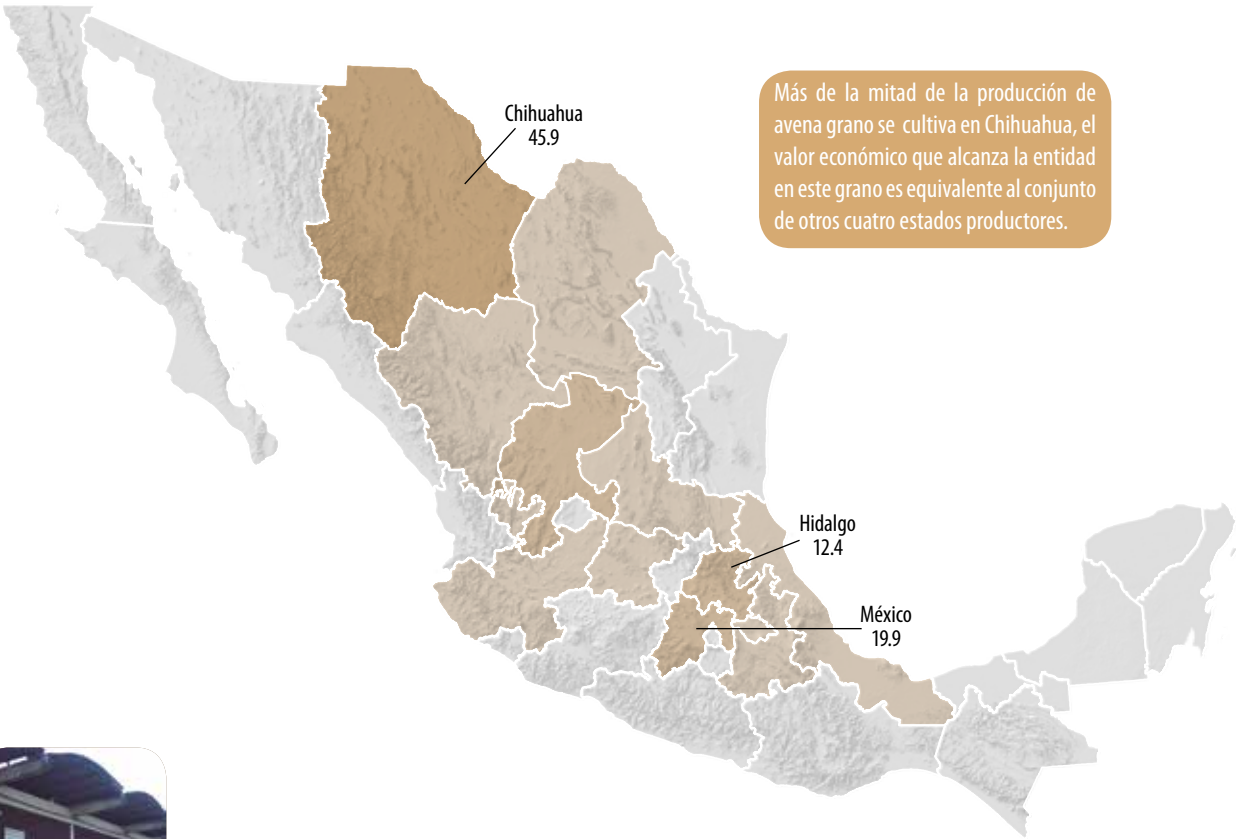 Más de la mitad de la producción de
avena grano se cultiva en Chihuahua, el
valor económico que alcanza la entidad
en este grano es equivalente al conjunto
de otros cuatro estados productores.
Chihuahua
45.9
Hidalgo
12.4
México
19.9